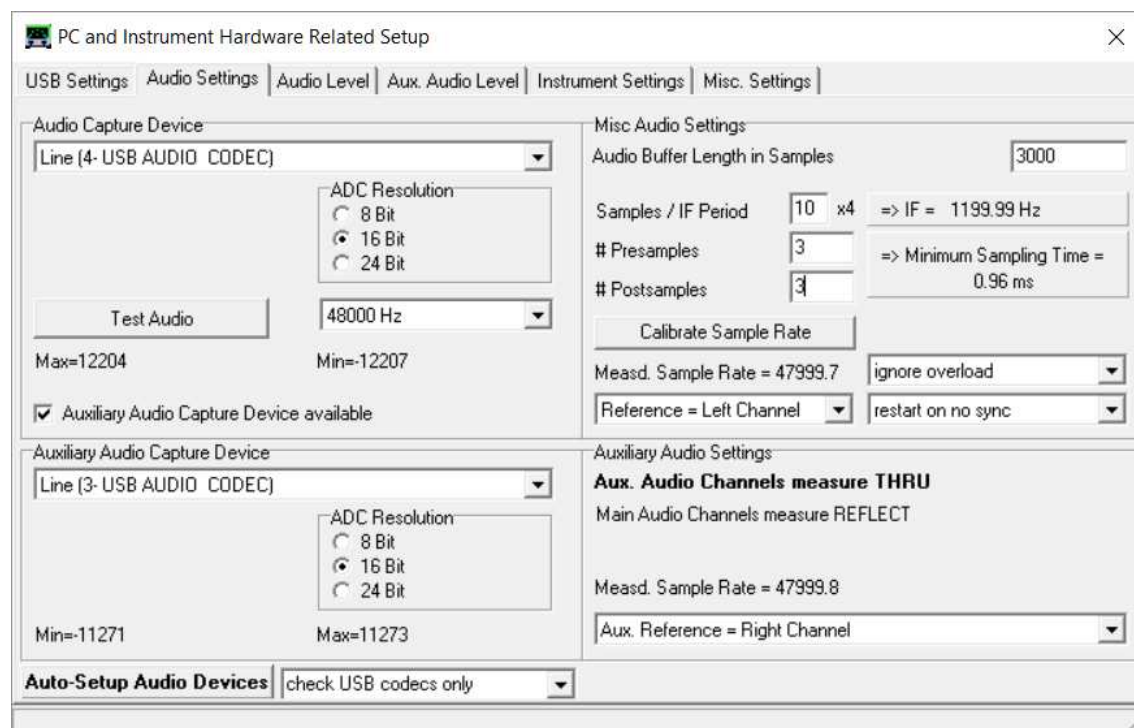 PC and Instrument Hardware Related Setup
USB Settings Audio Settings Audio Level Aux. Audio Level Instrument Settings Misc. Settings
Audio Capture Device
Line (4- USB AUDIO CODEC)
ADC Resolution
8 Bit
16 Bit
24 Bit
Test Audio
48000 Hz
Max=12204 Min=-12207
Auxiliary Audio Capture Device available
Misc Audio Settings
Audio Buffer Length in Samples 3000
Samples / IF Period 10 x4 => IF = 1199.99 Hz
# Presamples 3
# Postsamples 3
=> Minimum Sampling Time =
0.96 ms
Calibrate Sample Rate
Measd. Sample Rate = 47999.7 ignore overload
Reference = Left Channel restart on no sync
Auxiliary Audio Capture Device
Line (3- USB AUDIO CODEC)
ADC Resolution
8 Bit
16 Bit
24 Bit
Min=-11271 Max=11273
Auxiliary Audio Settings
Aux. Audio Channels measure THRU
Main Audio Channels measure REFLECT
Measd. Sample Rate = 47999.8
Aux. Reference = Right Channel
Auto-Setup Audio Devices check USB codecs only